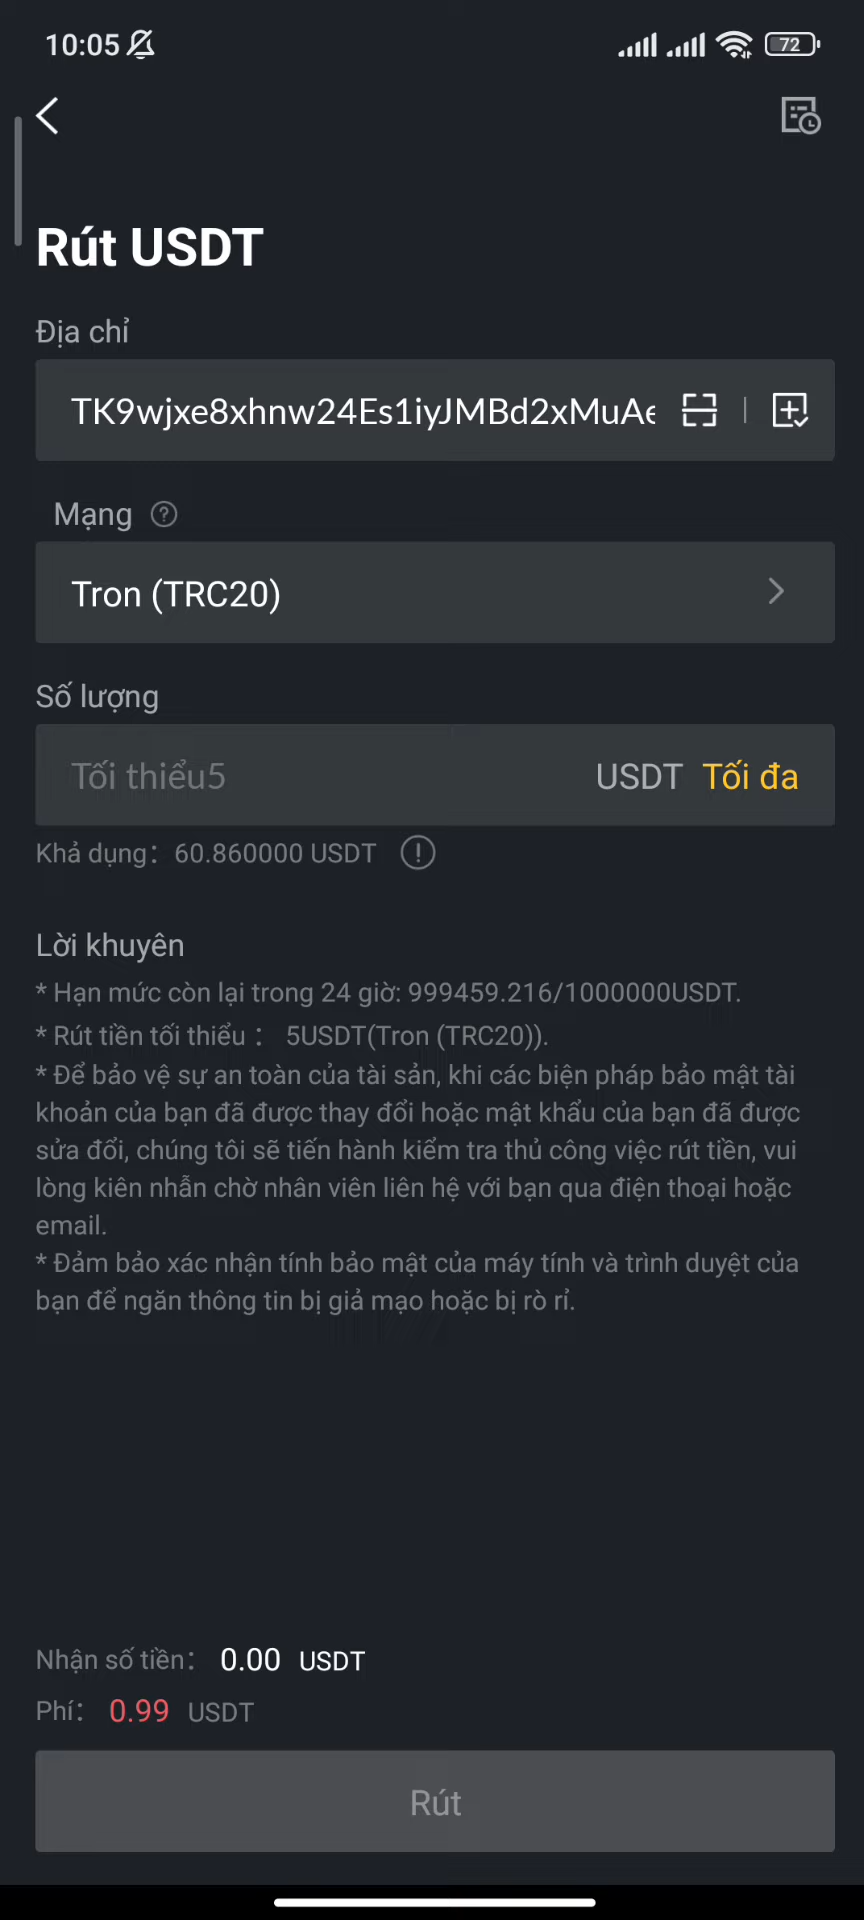 10:05
72
Rút USDT
Địa chỉ
TK9wjxe8xhnw24Es1iyJMBd2xMuAe
Mạng ?
Tron (TRC20)
Số lượng
Tối thiểu5 USDT Tối đa
Khả dụng: 60.860000 USDT
Lời khuyên
* Hạn mức còn lại trong 24 giờ: 999459.216/1000000USDT.
* Rút tiền tối thiểu : 5USDT(Tron (TRC20)).
* Để bảo vệ sự an toàn của tài sản, khi các biện pháp bảo mật tài
khoản của bạn đã được thay đổi hoặc mật khẩu của bạn đã được
sửa đổi, chúng tôi sẽ tiến hành kiểm tra thủ công việc rút tiền, vui
lòng kiên nhẫn chờ nhân viên liên hệ với bạn qua điện thoại hoặc
email.
* Đảm bảo xác nhận tính bảo mật của máy tính và trình duyệt của
bạn để ngăn thông tin bị giả mạo hoặc bị rò rỉ.
Nhận số tiền: 0.00 USDT
Phí: 0.99 USDT
Rút